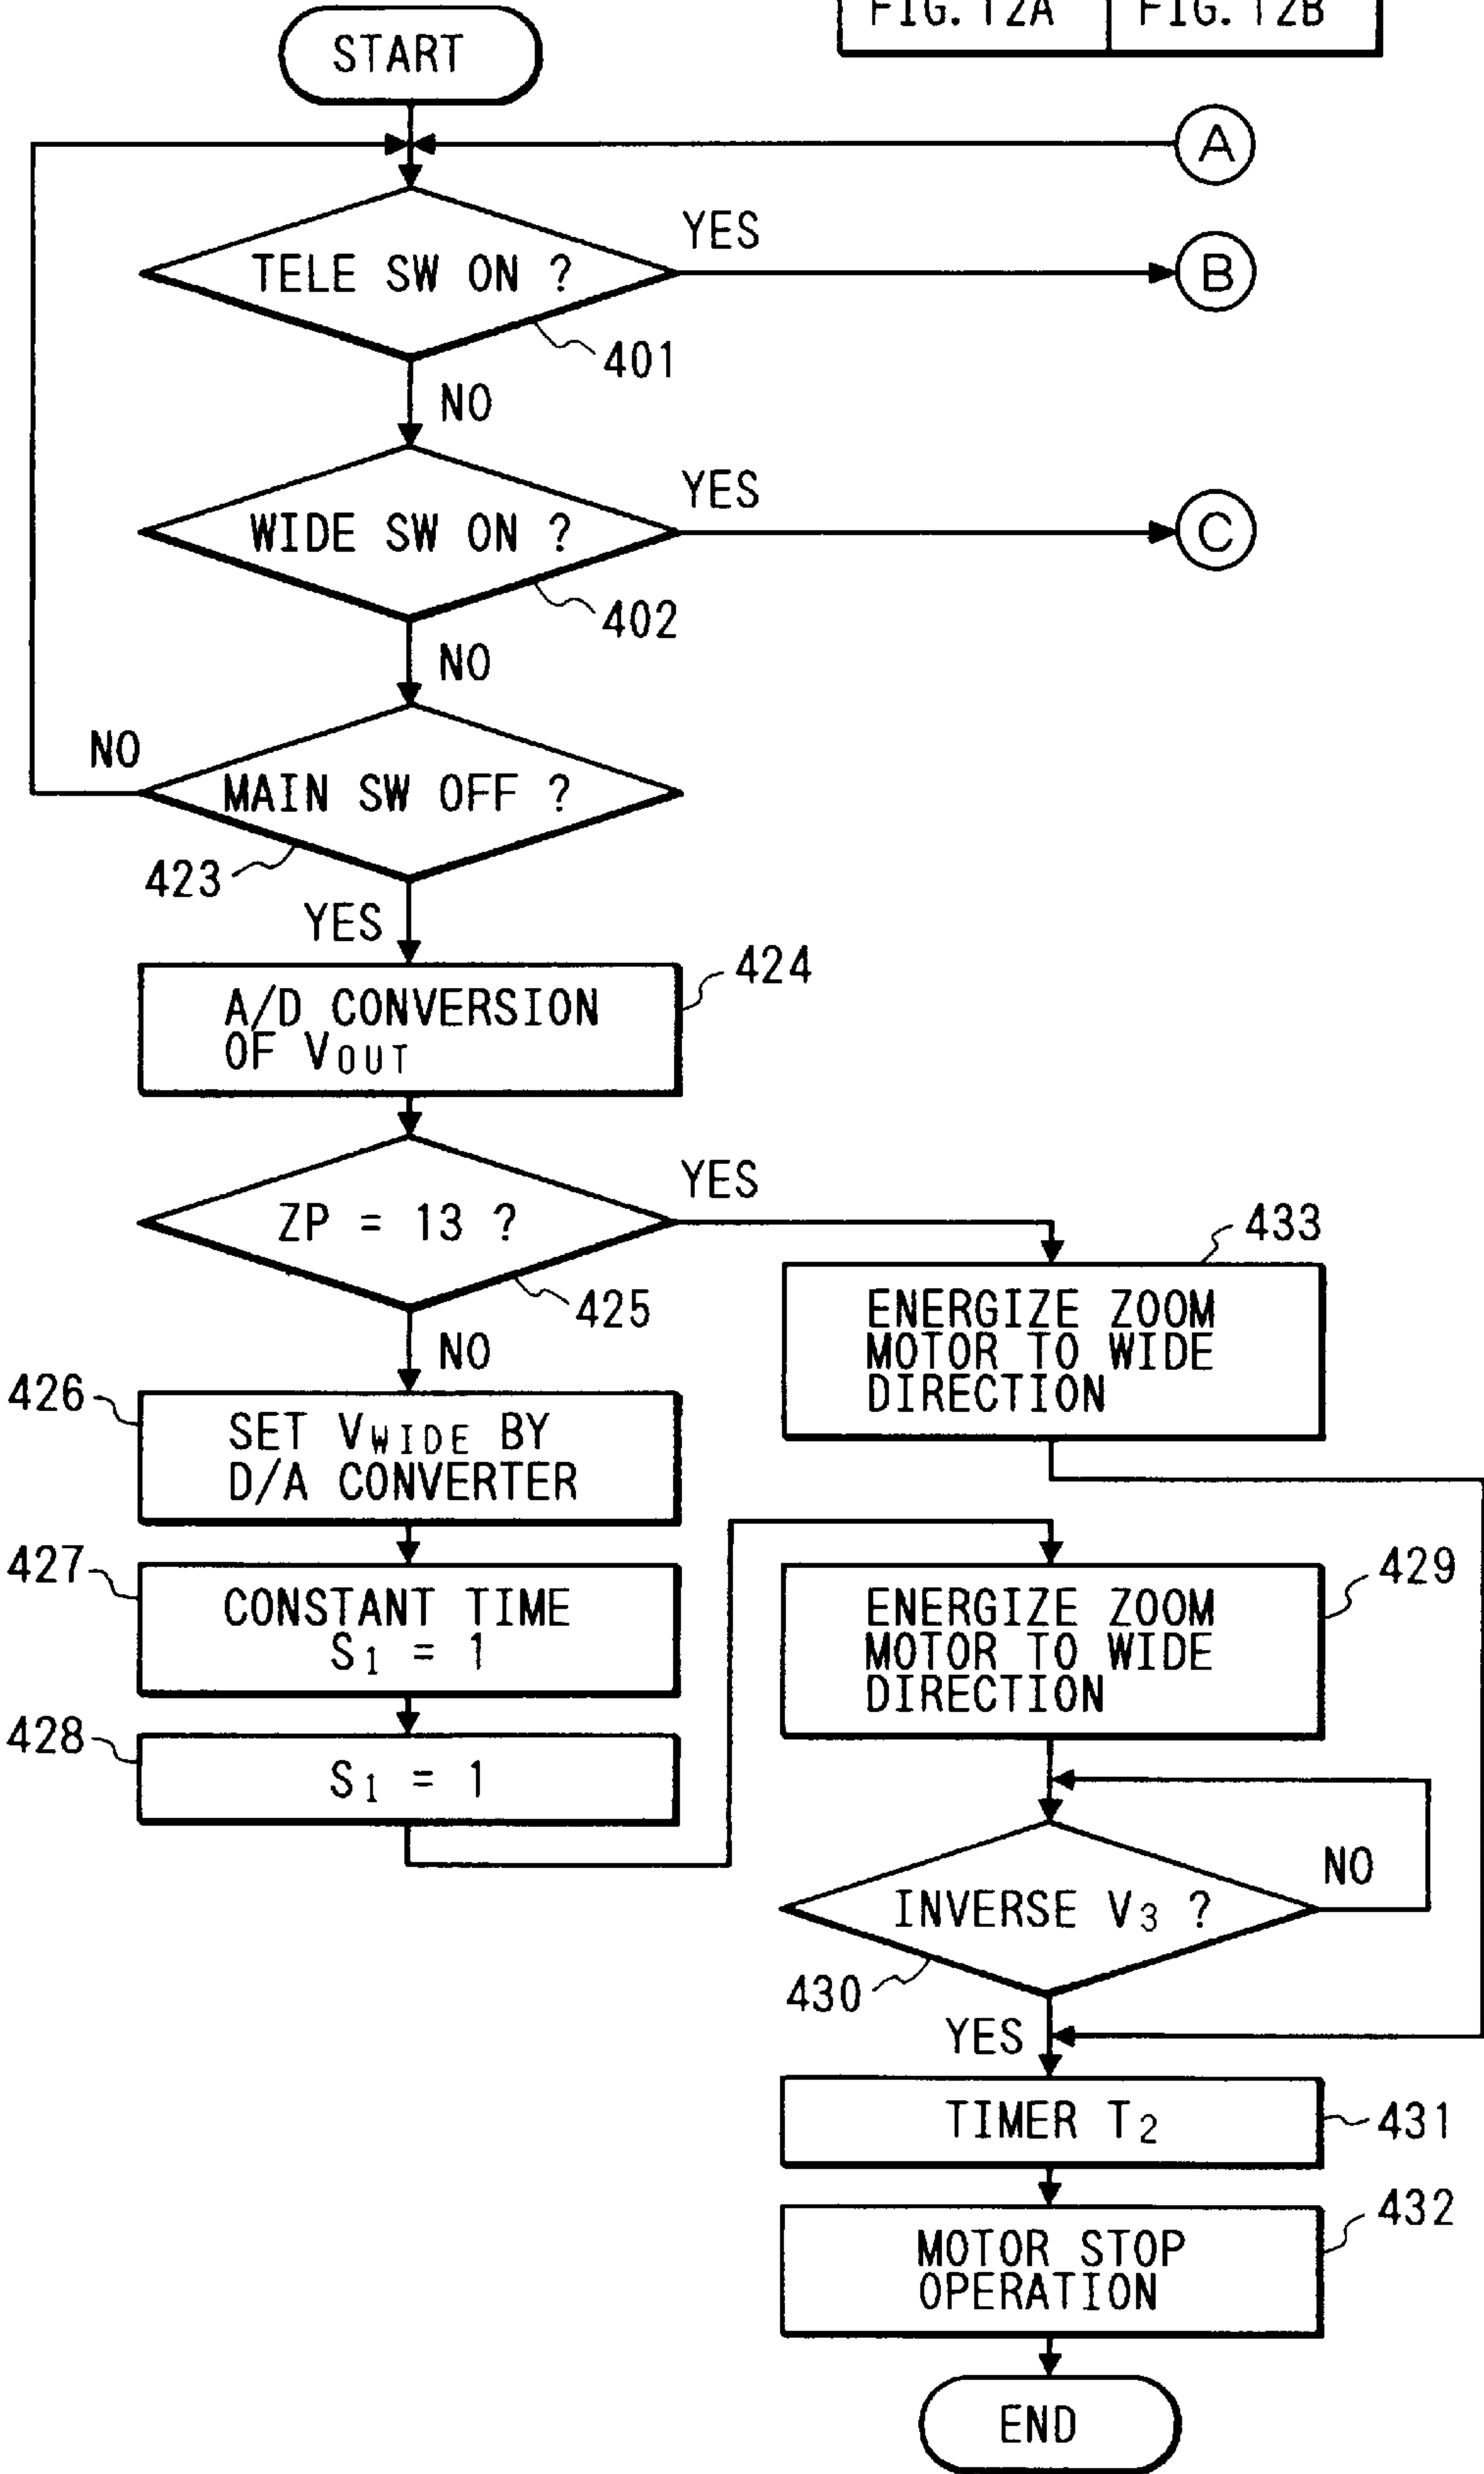 FIG. 12A FIG. 12B
START
A
TELE SW ON ?
YES
B
401
NO
WIDE SW ON ?
YES
C
402
NO
MAIN SW OFF ?
NO
423
YES
A/D CONVERSION
OF VOUT
424
ZP = 13 ?
YES
425
NO
433
ENERGIZE ZOOM
MOTOR TO WIDE
DIRECTION
426
SET VWIDE BY
D/A CONVERTER
427
CONSTANT TIME
S1 = 1
428
S1 = 1
429
ENERGIZE ZOOM
MOTOR TO WIDE
DIRECTION
INVERSE V3 ?
NO
430
YES
TIMER T2
431
MOTOR STOP
OPERATION
432
END